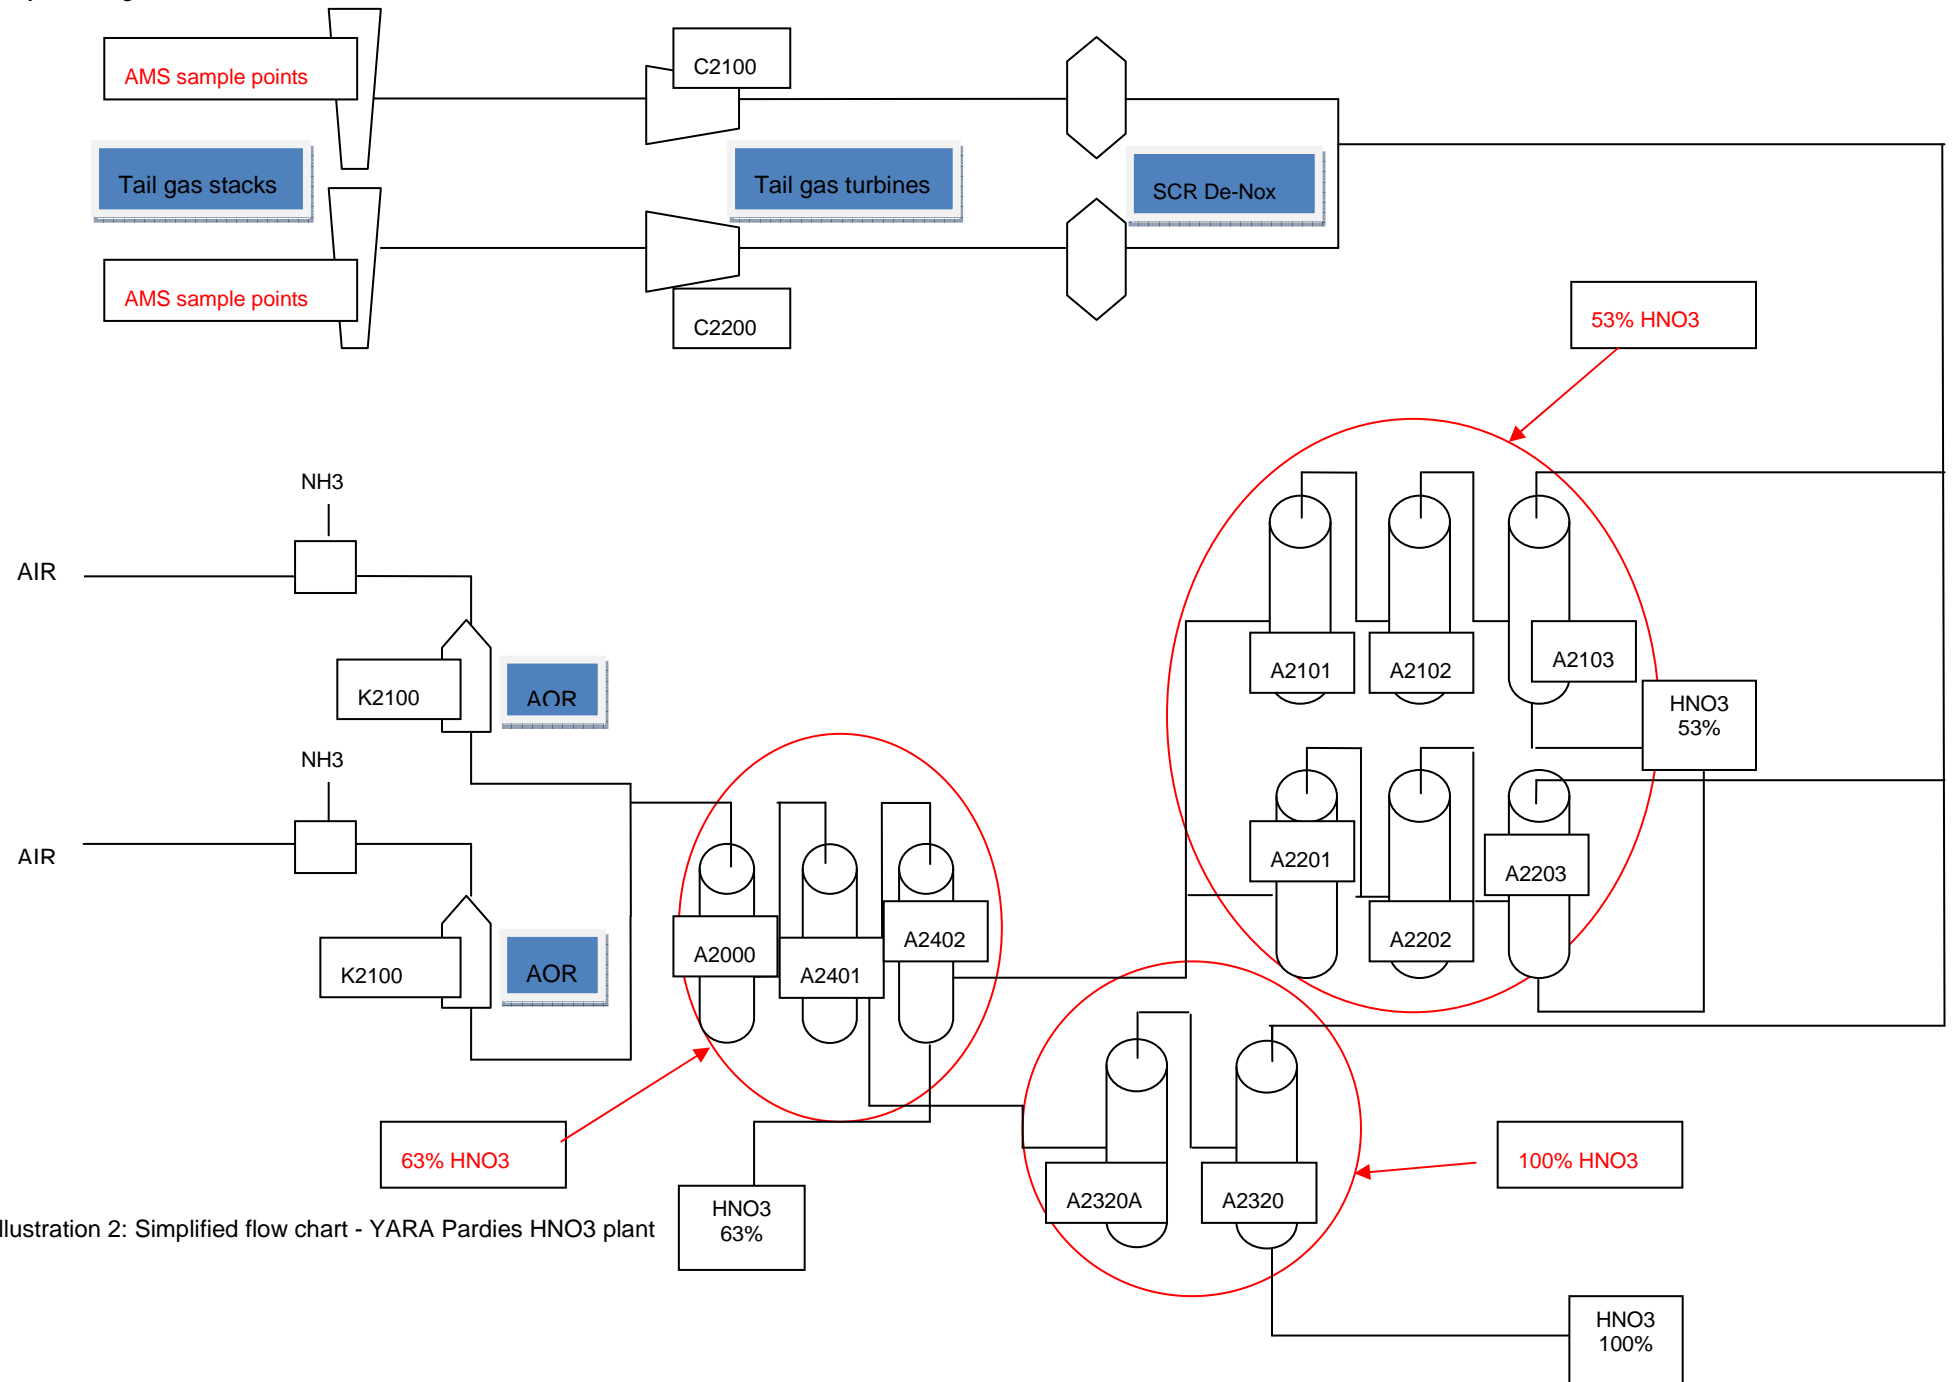 AMS sample points
C2100
Tail gas stacks
Tail gas turbines
SCR De-Nox
AMS sample points
C2200
53% HNO3
NH3
AIR
K2100
AOR
A2101
A2102
A2103
HNO3
53%
NH3
AIR
K2100
AOR
A2000
A2401
A2402
A2201
A2202
A2203
63% HNO3
100% HNO3
A2320A
A2320
HNO3
63%
llustration 2: Simplified flow chart - YARA Pardies HNO3 plant
HNO3
100%